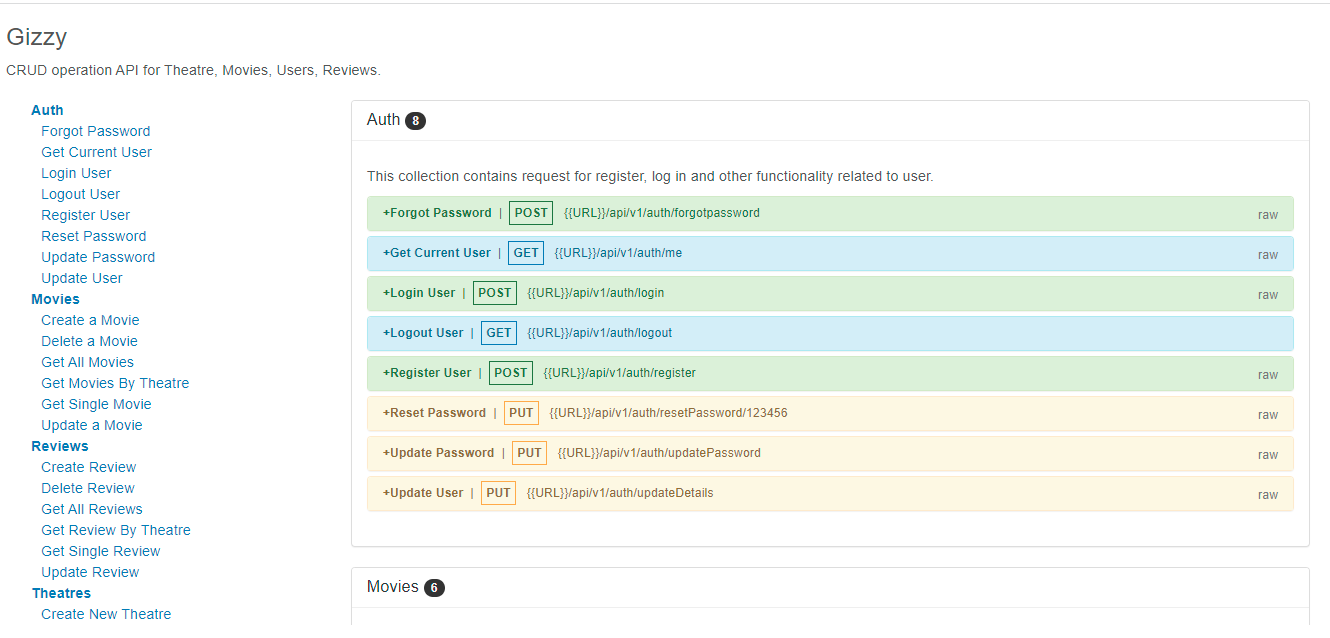 Gizzy
CRUD operation API for Theatre, Movies, Users, Reviews.
Auth
Forgot Password
Get Current User
Login User
Logout User
Register User
Reset Password
Update Password
Update User
Movies
Create a Movie
Delete a Movie
Get All Movies
Get Movies By Theatre
Get Single Movie
Update a Movie
Reviews
Create Review
Delete Review
Get All Reviews
Get Review By Theatre
Get Single Review
Update Review
Theatres
Create New Theatre
Auth 8
This collection contains request for register, log in and other functionality related to user.
+Forgot Password | POST {{URL}}/api/v1/auth/forgotpassword raw
+Get Current User | GET {{URL}}/api/v1/auth/me raw
+Login User | POST {{URL}}/api/v1/auth/login raw
+Logout User | GET {{URL}}/api/v1/auth/logout
+Register User | POST {{URL}}/api/v1/auth/register raw
+Reset Password | PUT {{URL}}/api/v1/auth/resetPassword/123456 raw
+Update Password | PUT {{URL}}/api/v1/auth/updatePassword raw
+Update User | PUT {{URL}}/api/v1/auth/updateDetails raw
Movies 6